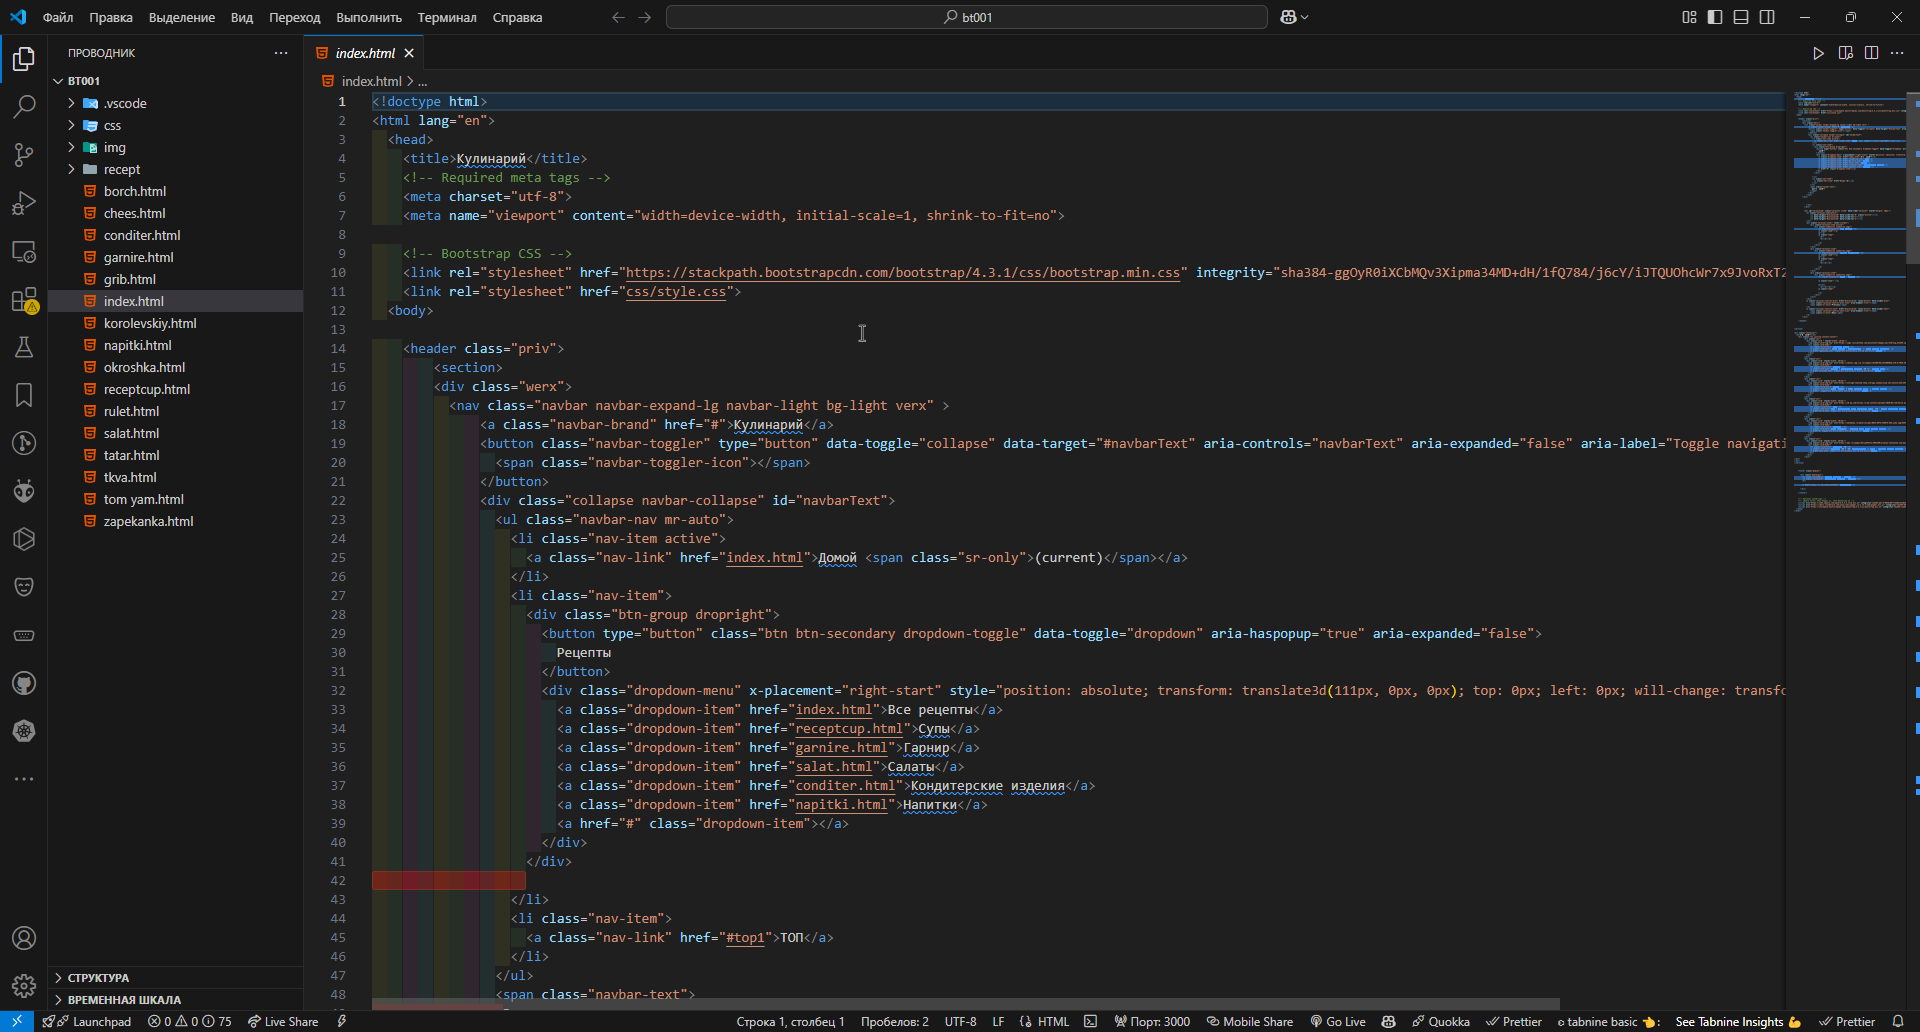 Файл Правка Выделение Вид Переход Выполнить Терминал Справка
bt001
ПРОВОДНИК
BT001
.vscode
css
img
recept
borch.html
chees.html
conditer.html
garnire.html
grib.html
index.html
korolevskiy.html
napitki.html
okroshka.html
receptcup.html
rulet.html
salat.html
tatar.html
tkva.html
tom yam.html
zapekanka.html
СТРУКТУРА
ВРЕМЕННАЯ ШКАЛА
index.html
index.html > ...
1 <!doctype html>
2 <html lang="en">
3 <head>
4 <title>Кулинарий</title>
5 <!-- Required meta tags -->
6 <meta charset="utf-8">
7 <meta name="viewport" content="width=device-width, initial-scale=1, shrink-to-fit=no">
8
9 <!-- Bootstrap CSS -->
10 <link rel="stylesheet" href="https://stackpath.bootstrapcdn.com/bootstrap/4.3.1/css/bootstrap.min.css" integrity="sha384-ggOyR0iXCbMQv3Xipma34MD+dH/1fQ784/j6cY/iJTQUOhcWr7x9JvoRxT2
11 <link rel="stylesheet" href="css/style.css">
12 <body>
13
14 <header class="priv">
15 <section>
16 <div class="werx">
17 <nav class="navbar navbar-expand-lg navbar-light bg-light verx" >
18 <a class="navbar-brand" href="#">Кулинарий</a>
19 <button class="navbar-toggler" type="button" data-toggle="collapse" data-target="#navbarText" aria-controls="navbarText" aria-expanded="false" aria-label="Toggle navigati
20 <span class="navbar-toggler-icon"></span>
21 </button>
22 <div class="collapse navbar-collapse" id="navbarText">
23 <ul class="navbar-nav mr-auto">
24 <li class="nav-item active">
25 <a class="nav-link" href="index.html">Домой <span class="sr-only">(current)</span></a>
26 </li>
27 <li class="nav-item">
28 <div class="btn-group dropright">
29 <button type="button" class="btn btn-secondary dropdown-toggle" data-toggle="dropdown" aria-haspopup="true" aria-expanded="false">
30 Рецепты
31 </button>
32 <div class="dropdown-menu" x-placement="right-start" style="position: absolute; transform: translate3d(111px, 0px, 0px); top: 0px; left: 0px; will-change: transfo
33 <a class="dropdown-item" href="index.html">Все рецепты</a>
34 <a class="dropdown-item" href="receptcup.html">Супы</a>
35 <a class="dropdown-item" href="garnire.html">Гарнир</a>
36 <a class="dropdown-item" href="salat.html">Салаты</a>
37 <a class="dropdown-item" href="conditer.html">Кондитерские изделия</a>
38 <a class="dropdown-item" href="napitki.html">Напитки</a>
39 <a href="#" class="dropdown-item"></a>
40 </div>
41 </div>
42
43 </li>
44 <li class="nav-item">
45 <a class="nav-link" href="#top1">ТОП</a>
46 </li>
47 </ul>
48 <span class="navbar-text">
Launchpad 0 0 75 Live Share Строка 1, столбец 1 Пробелов: 2 UTF-8 LF HTML Порт: 3000 Mobile Share Go Live Quokka Prettier tabnine basic See Tabnine Insights Prettier